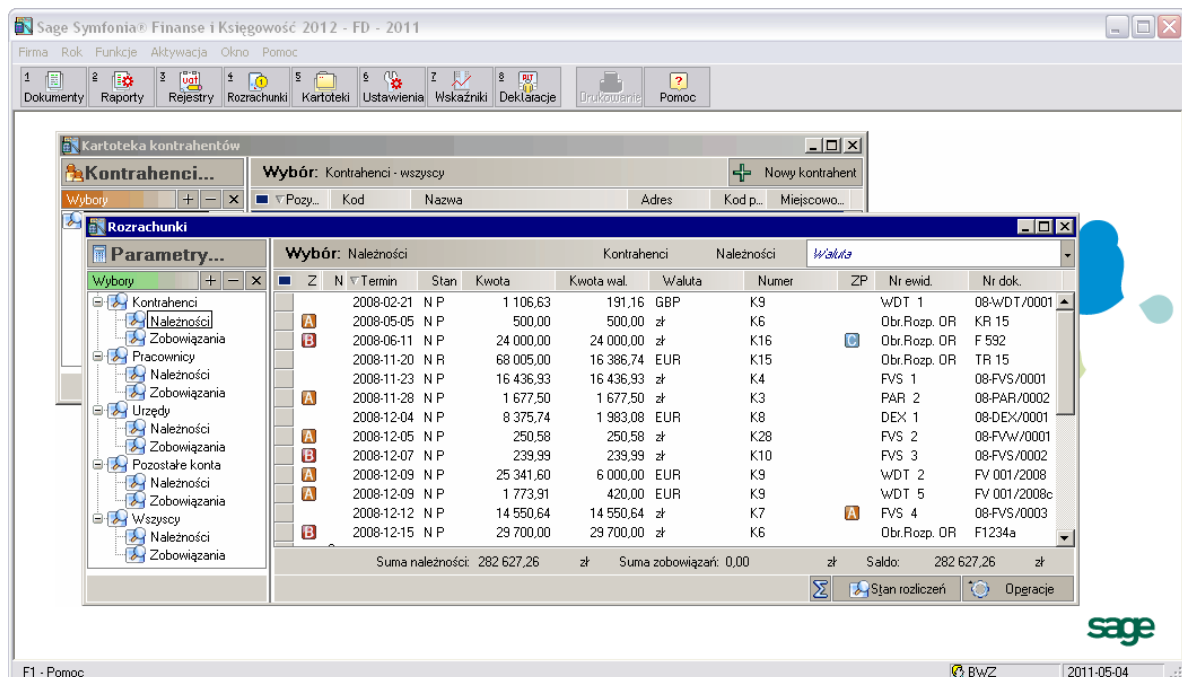 Sage Symfonia® Finanse i Księgowość 2012 - FD - 2011
Firma Rok Funkcje Aktywacja Okno Pomoc
1 Dokumenty 2 Raporty 3 Rejestry 4 Rozrachunki 5 Kartoteki 6 Ustawienia 7 Wskaźniki 8 Deklaracje Drukowanie Pomoc
Kartoteka kontrahentów
Kontrahenci... Wybór: Kontrahenci - wszyscy Nowy kontrahent
Wybory Pozy... Kod Nazwa Adres Kod p... Miejscowo...
Rozrachunki
Parametry... Wybór: Należności Kontrahenci Należności Waluta
Wybory Z N Termin Stan Kwota Kwota wal. Waluta Numer ZP Nr ewid. Nr dok.
Kontrahenci
Należności
Zobowiązania
Pracownicy
Należności
Zobowiązania
Urzędy
Należności
Zobowiązania
Pozostałe konta
Należności
Zobowiązania
Wszyscy
Należności
Zobowiązania
2008-02-21 N P 1 106,63 191,16 GBP K9 WDT 1 08-WDT/0001
A 2008-05-05 N P 500,00 500,00 zł K6 Obr.Rozp. OR KR 15
B 2008-06-11 N P 24 000,00 24 000,00 zł K16 C Obr.Rozp. OR F 592
2008-11-20 N R 68 005,00 16 386,74 EUR K15 Obr.Rozp. OR TR 15
2008-11-23 N P 16 436,93 16 436,93 zł K4 FVS 1 08-FVS/0001
A 2008-11-28 N P 1 677,50 1 677,50 zł K3 PAR 2 08-PAR/0002
2008-12-04 N P 8 375,74 1 983,08 EUR K8 DEX 1 08-DEX/0001
A 2008-12-05 N P 250,58 250,58 zł K28 FVS 2 08-FVW/0001
B 2008-12-07 N P 239,99 239,99 zł K10 FVS 3 08-FVS/0002
A 2008-12-09 N P 25 341,60 6 000,00 EUR K9 WDT 2 FV 001/2008
A 2008-12-09 N P 1 773,91 420,00 EUR K9 WDT 5 FV 001/2008c
2008-12-12 N P 14 550,64 14 550,64 zł K7 A FVS 4 08-FVS/0003
B 2008-12-15 N P 29 700,00 29 700,00 zł K6 Obr.Rozp. OR F1234a
Suma należności: 282 627,26 zł Suma zobowiązań: 0,00 zł Saldo: 282 627,26 zł
Σ Stan rozliczeń Operacje
sage
F1 - Pomoc BWZ 2011-05-04